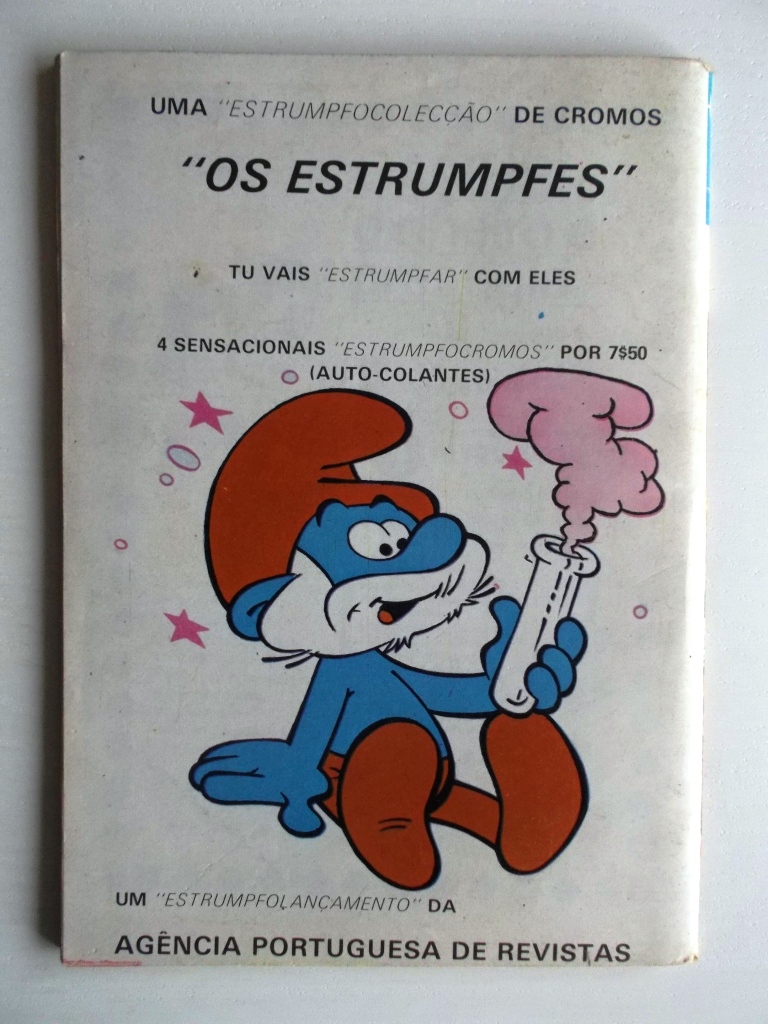 UMA "ESTRUMPFOCOLECÇÃO" DE CROMOS
"OS ESTRUMPFES"
TU VAIS "ESTRUMPFAR" COM ELES
4 SENSACIONAIS "ESTRUMPFOCROMOS" POR 7$50
(AUTO-COLANTES)
UM "ESTRUMPFOLANÇAMENTO" DA
AGÊNCIA PORTUGUESA DE REVISTAS